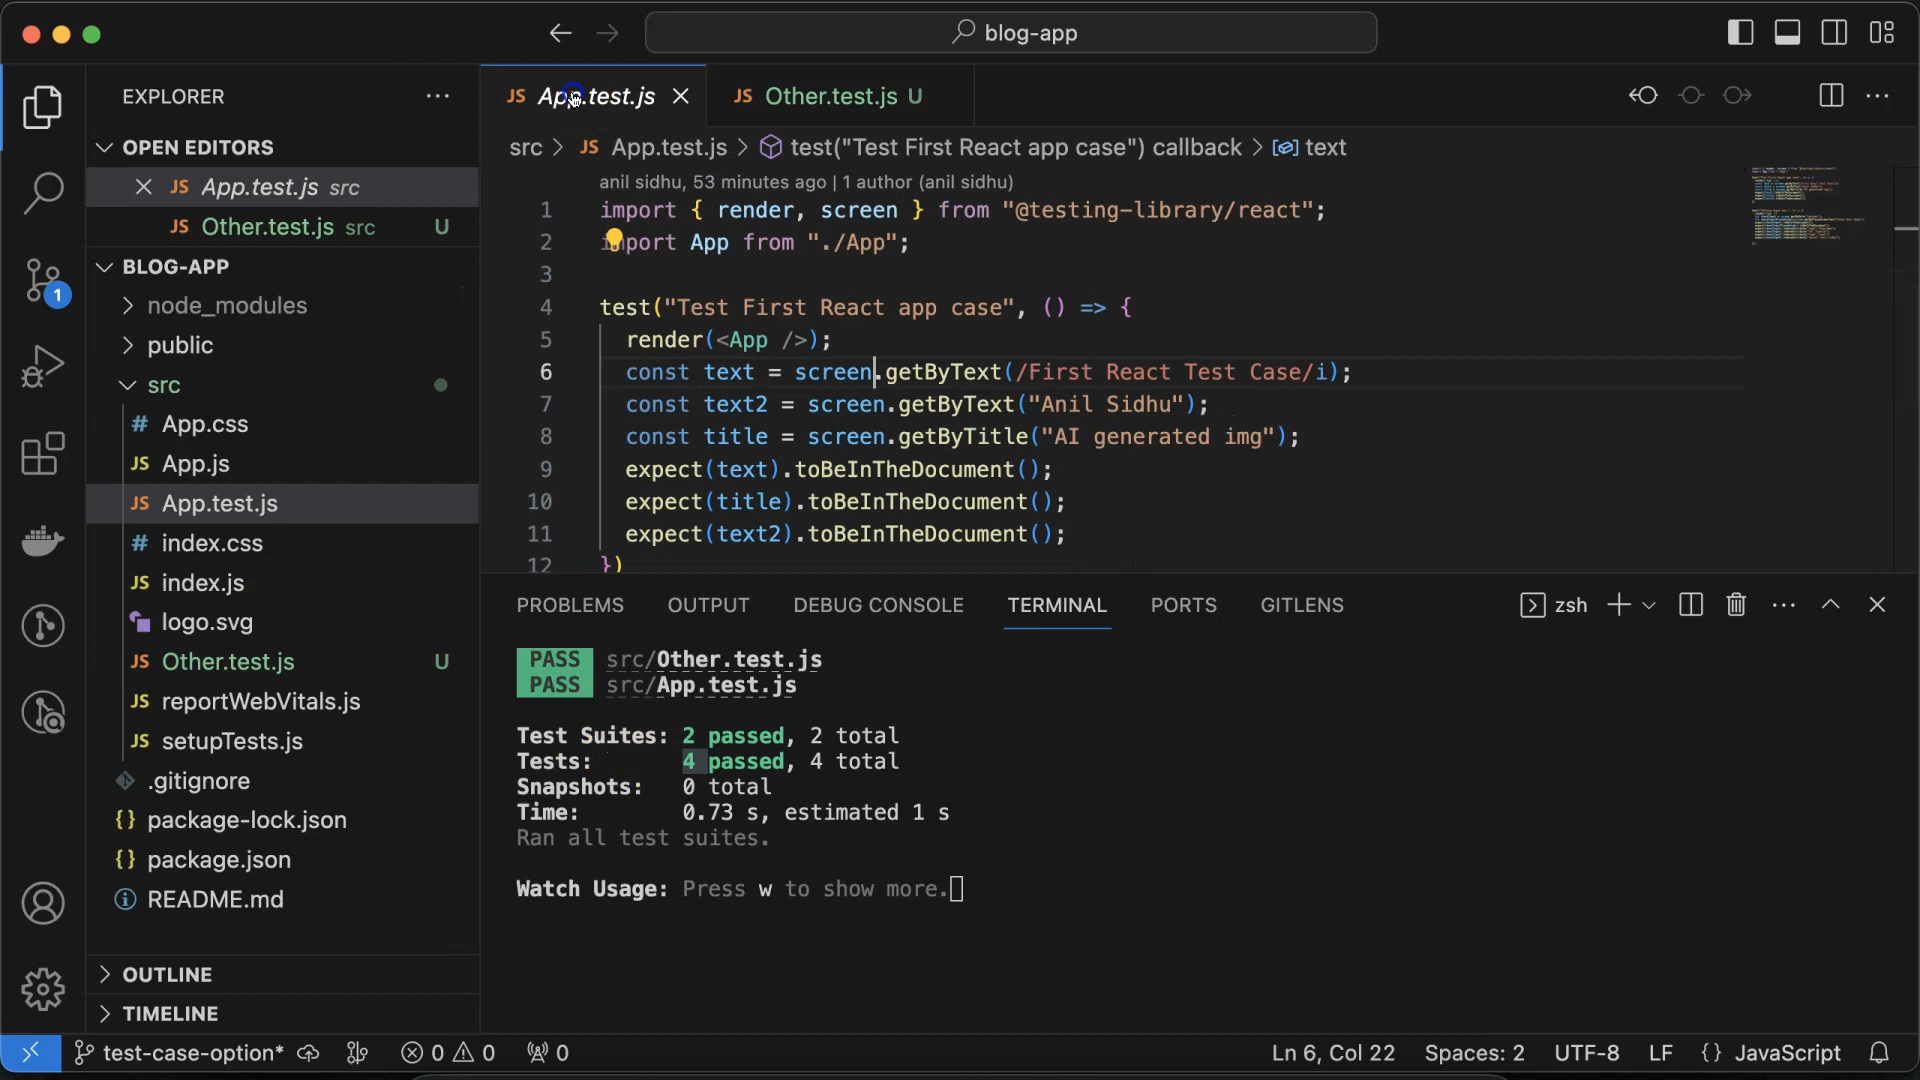 blog-app
EXPLORER
OPEN EDITORS
JS App.test.js src
JS Other.test.js src U
BLOG-APP
node_modules
public
src
# App.css
JS App.js
JS App.test.js
# index.css
JS index.js
logo.svg
JS Other.test.js U
JS reportWebVitals.js
JS setupTests.js
.gitignore
{} package-lock.json
{} package.json
README.md
OUTLINE
TIMELINE
1
JS App.test.js
JS Other.test.js U
src > JS App.test.js > test("Test First React app case") callback > text
anil sidhu, 53 minutes ago | 1 author (anil sidhu)
1 import { render, screen } from "@testing-library/react";
2 import App from "./App";
3
4 test("Test First React app case", () => {
5 render(<App />);
6 const text = screen.getByText(/First React Test Case/i);
7 const text2 = screen.getByText("Anil Sidhu");
8 const title = screen.getByTitle("AI generated img");
9 expect(text).toBeInTheDocument();
10 expect(title).toBeInTheDocument();
11 expect(text2).toBeInTheDocument();
12 })
PROBLEMS OUTPUT DEBUG CONSOLE TERMINAL PORTS GITLENS zsh
PASS src/Other.test.js
PASS src/App.test.js
Test Suites: 2 passed, 2 total
Tests: 4 passed, 4 total
Snapshots: 0 total
Time: 0.73 s, estimated 1 s
Ran all test suites.
Watch Usage: Press w to show more.
test-case-option* 0 0 0 Ln 6, Col 22 Spaces: 2 UTF-8 LF {} JavaScript